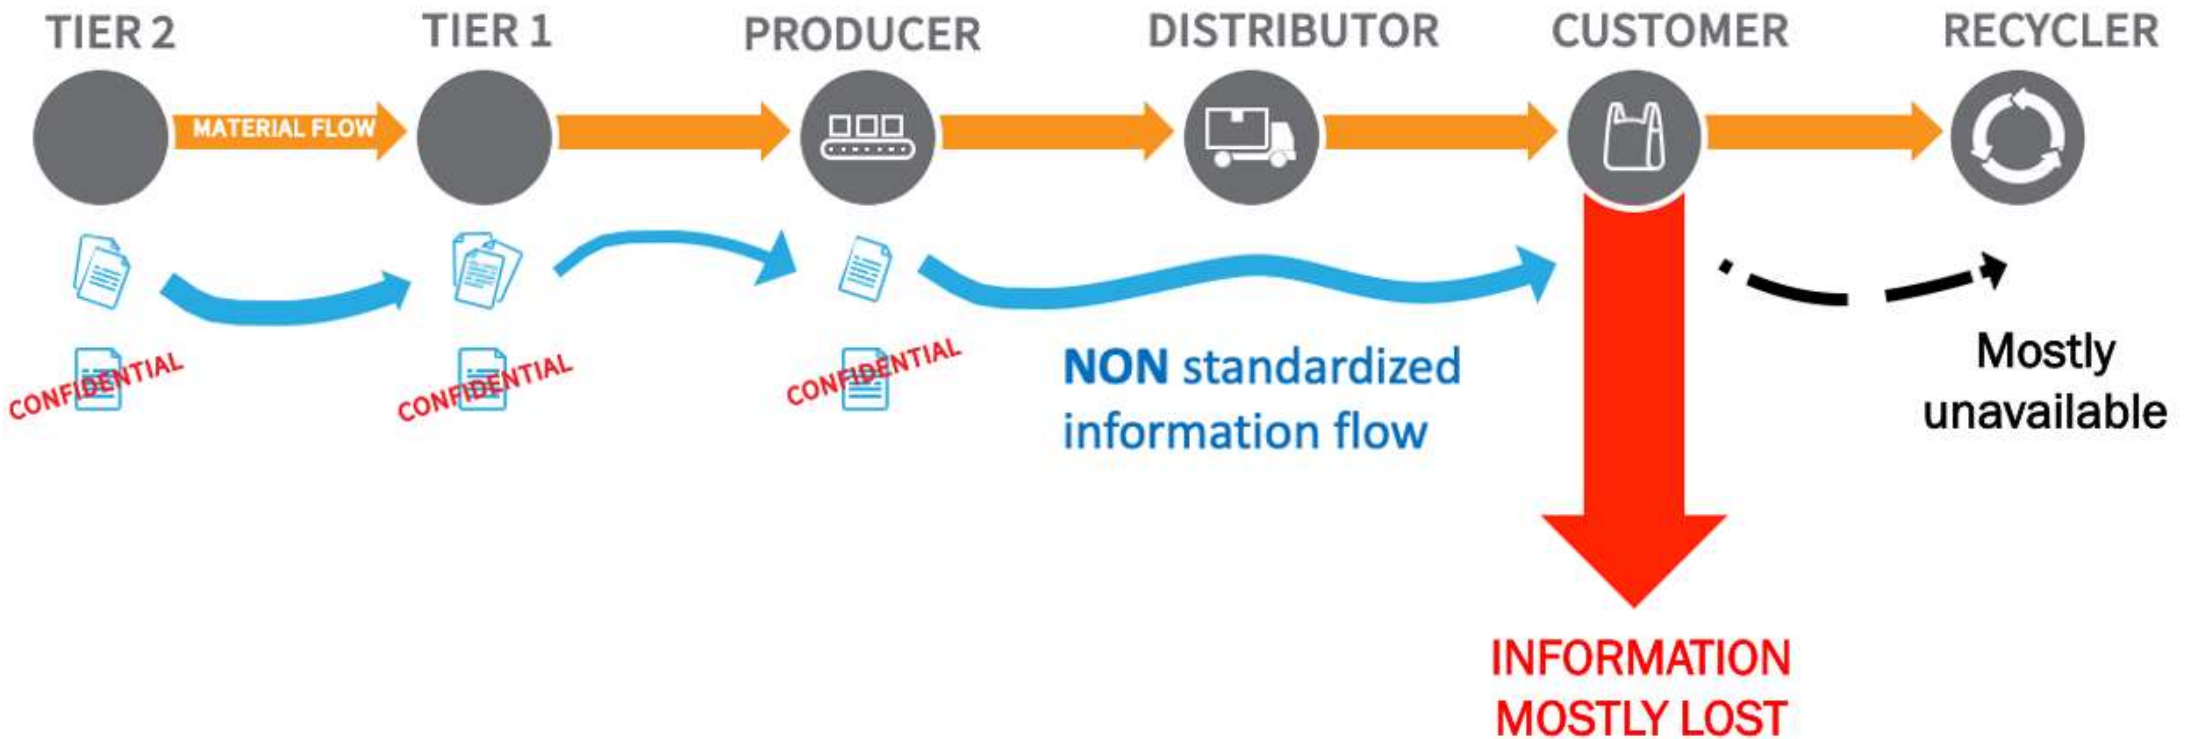 TIER 2
TIER 1
PRODUCER
DISTRIBUTOR
CUSTOMER
RECYCLER
MATERIAL FLOW
CONFIDENTIAL
CONFIDENTIAL
CONFIDENTIAL
NON standardized
information flow
Mostly
unavailable
INFORMATION
MOSTLY LOST